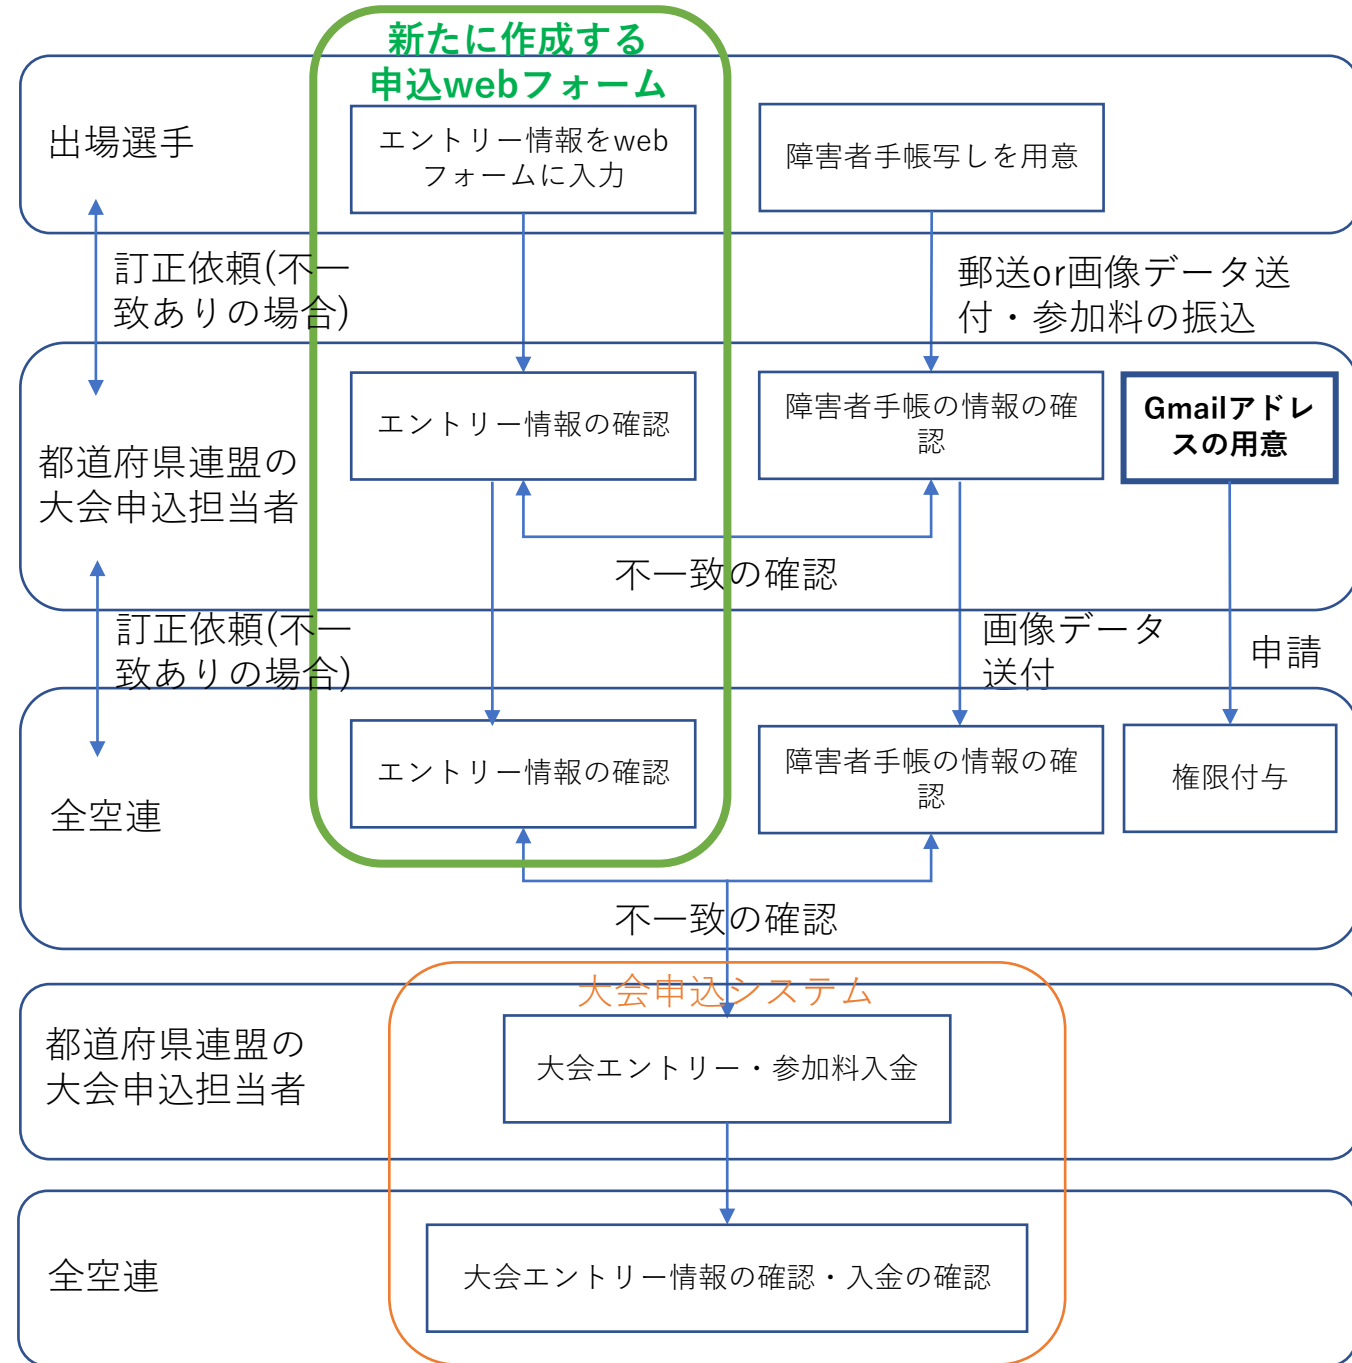 新たに作成する
申込webフォーム
出場選手
エントリー情報をweb
フォームに入力
障害者手帳写しを用意
訂正依頼(不一
致ありの場合)
郵送or画像データ送
付・参加料の振込
都道府県連盟の
大会申込担当者
エントリー情報の確認
障害者手帳の情報の確
認
Gmailアドレ
スの用意
不一致の確認
訂正依頼(不一
致ありの場合)
画像データ
送付
申請
全空連
エントリー情報の確認
障害者手帳の情報の確
認
権限付与
不一致の確認
大会申込システム
都道府県連盟の
大会申込担当者
大会エントリー・参加料入金
全空連
大会エントリー情報の確認・入金の確認